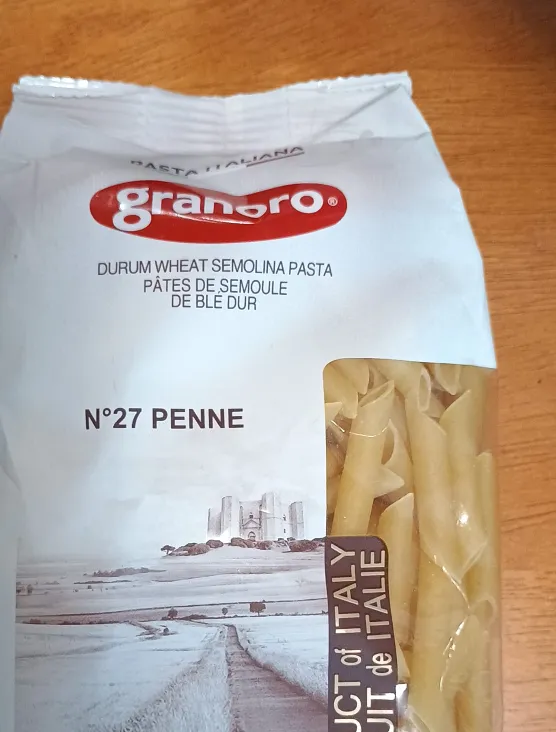 PASTA ITALIANA
granoro®
DURUM WHEAT SEMOLINA PASTA
PÂTES DE SEMOULE
DE BLÉ DUR
N°27 PENNE
UCT of ITALY
UIT de ITALIE